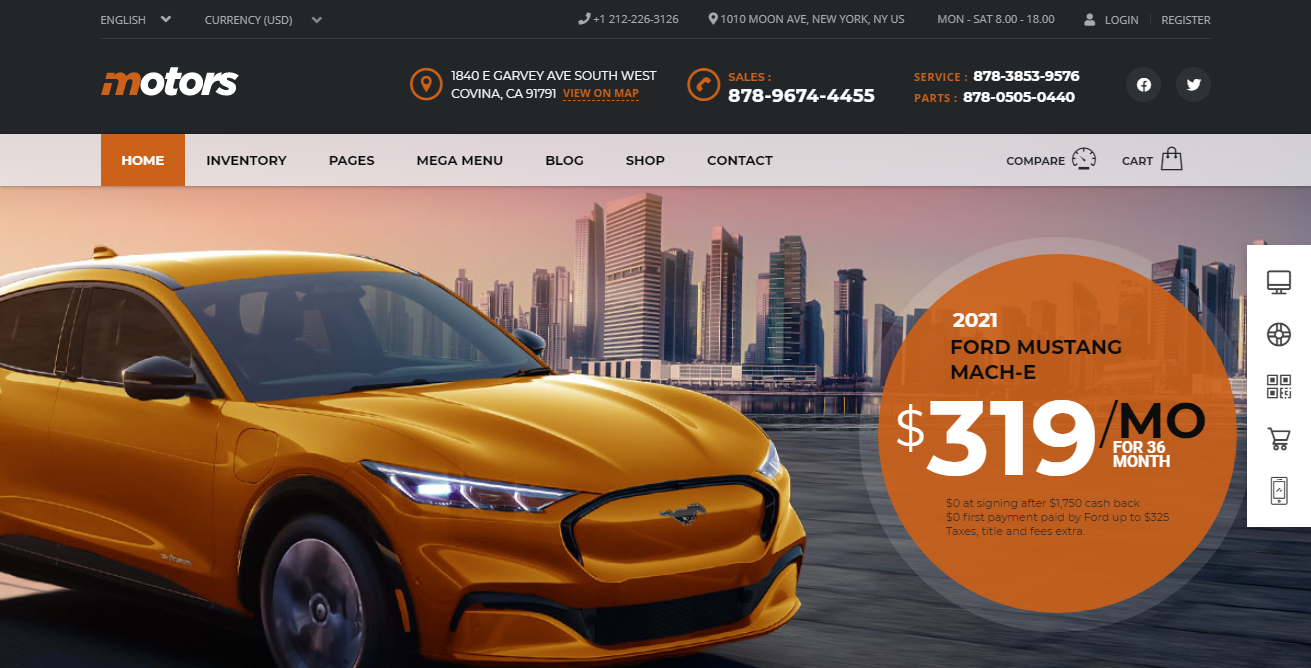 ENGLISH CURRENCY (USD) +1 212-226-3126 1010 MOON AVE, NEW YORK, NY US MON - SAT 8.00 - 18.00 LOGIN REGISTER
motors
1840 E GARVEY AVE SOUTH WEST
COVINA, CA 91791 VIEW ON MAP
SALES :
878-9674-4455
SERVICE : 878-3853-9576
PARTS : 878-0505-0440
HOME INVENTORY PAGES MEGA MENU BLOG SHOP CONTACT COMPARE CART
2021
FORD MUSTANG
MACH-E
$319/MO
FOR 36
MONTH
$0 at signing after $1,750 cash back
$0 first payment paid by Ford up to $325
Taxes, title and fees extra.